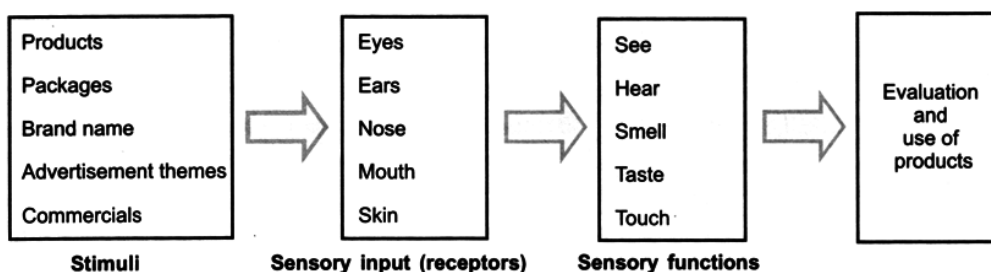 Products
Packages
Brand name
Advertisement themes
Commercials
Stimuli
Eyes
Ears
Nose
Mouth
Skin
Sensory input (receptors)
See
Hear
Smell
Taste
Touch
Sensory functions
Evaluation
and
use of
products